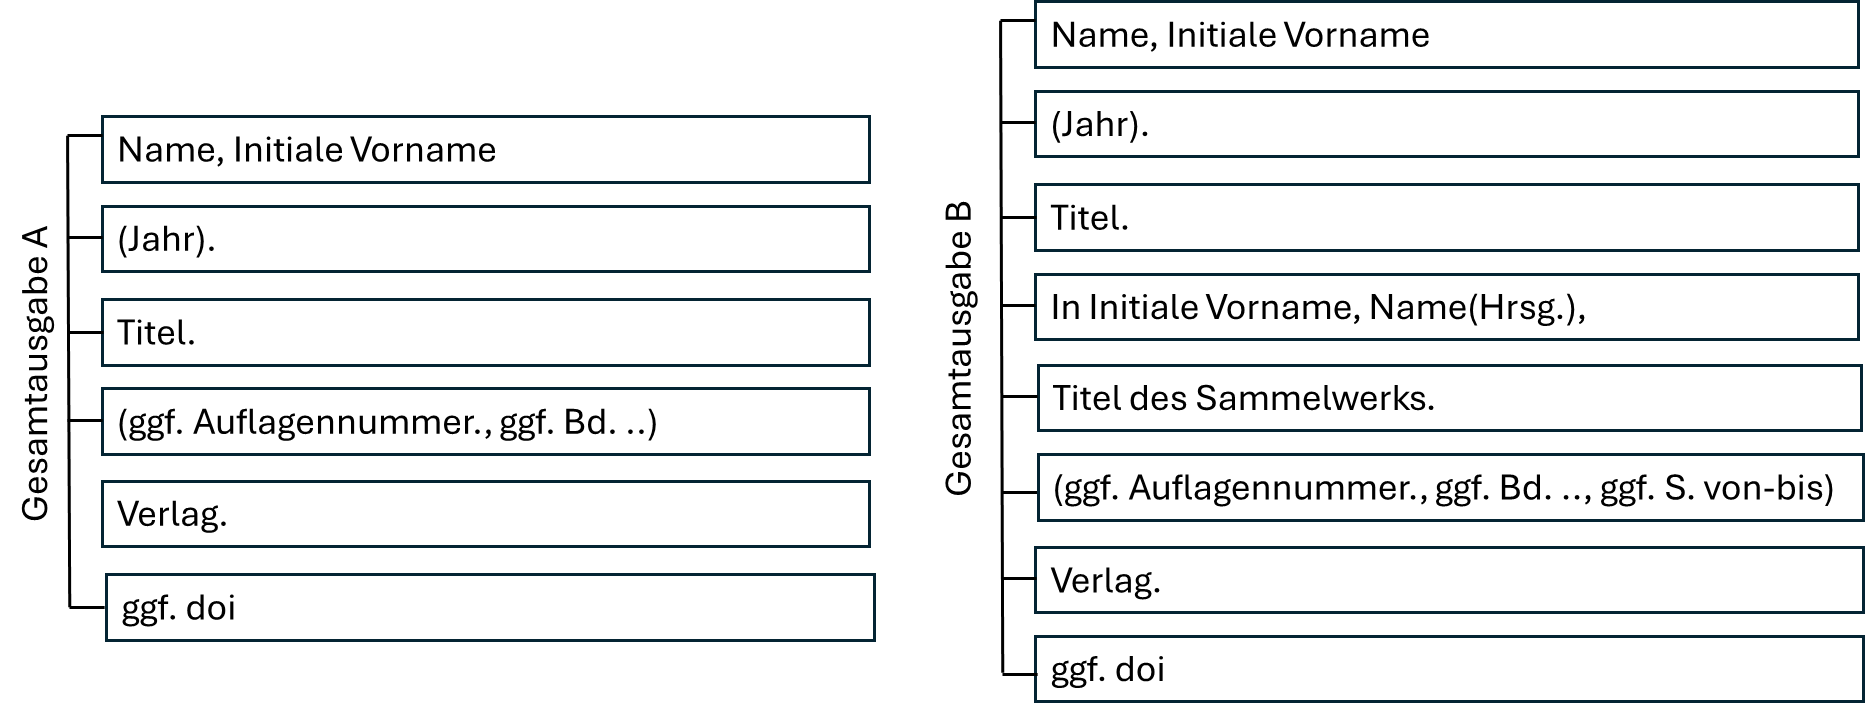 Gesamtausgabe A
Name, Initiale Vorname
(Jahr).
Titel.
(ggf. Auflagennummer., ggf. Bd. ..)
Verlag.
ggf. doi
Gesamtausgabe B
Name, Initiale Vorname
(Jahr).
Titel.
In Initiale Vorname, Name(Hrsg.),
Titel des Sammelwerks.
(ggf. Auflagennummer., ggf. Bd. .., ggf. S. von-bis)
Verlag.
ggf. doi